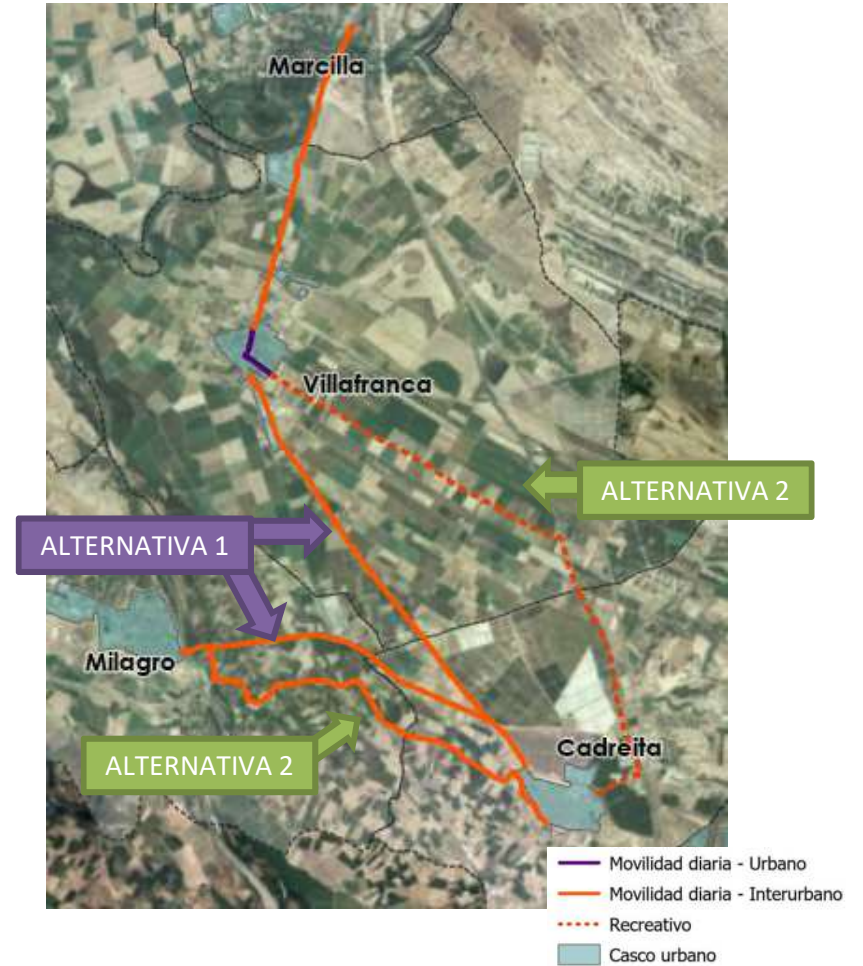 Marcilla
Villafranca
ALTERNATIVA 2
ALTERNATIVA 1
Milagro
Cadreita
ALTERNATIVA 2
Movilidad diaria - Urbano
Movilidad diaria - Interurbano
Recreativo
Casco urbano